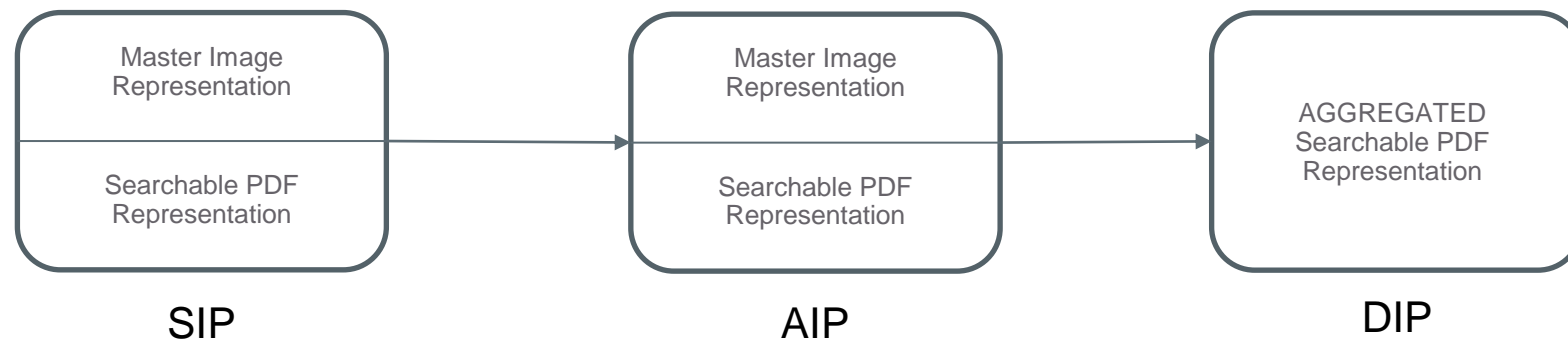 Master Image
Representation
Searchable PDF
Representation
SIP
Master Image
Representation
Searchable PDF
Representation
AIP
AGGREGATED
Searchable PDF
Representation
DIP